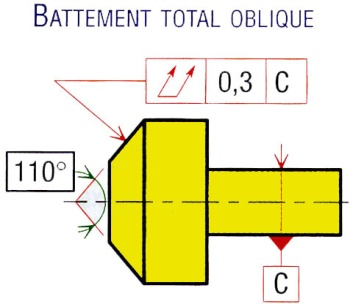 BATTEMENT TOTAL OBLIQUE
0,3 C
110°
C